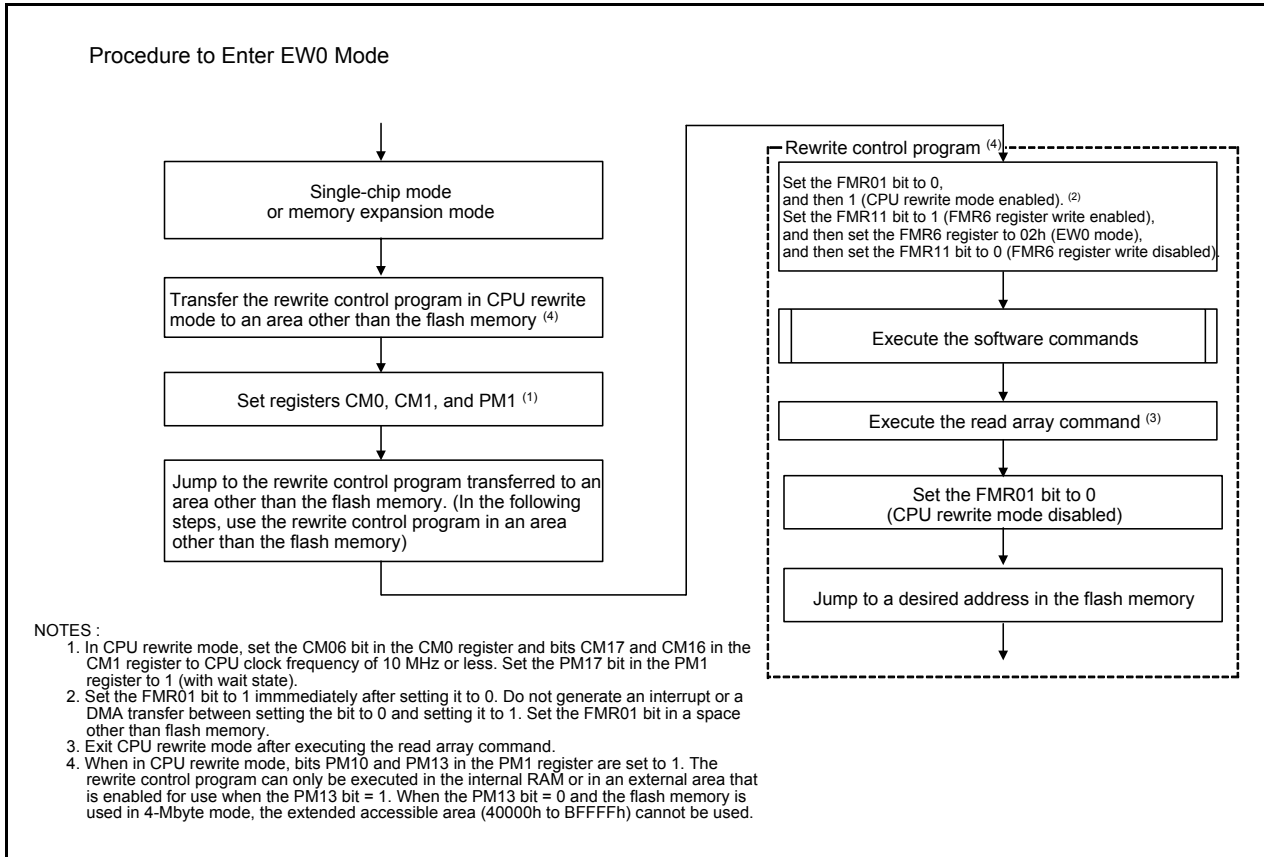 Procedure to Enter EW0 Mode
Single-chip mode
or memory expansion mode
Transfer the rewrite control program in CPU rewrite
mode to an area other than the flash memory (4)
Set registers CM0, CM1, and PM1 (1)
Jump to the rewrite control program transferred to an
area other than the flash memory. (In the following
steps, use the rewrite control program in an area
other than the flash memory)
Rewrite control program (4)
Set the FMR01 bit to 0,
and then 1 (CPU rewrite mode enabled). (2)
Set the FMR11 bit to 1 (FMR6 register write enabled),
and then set the FMR6 register to 02h (EW0 mode),
and then set the FMR11 bit to 0 (FMR6 register write disabled).
Execute the software commands
Execute the read array command (3)
Set the FMR01 bit to 0
(CPU rewrite mode disabled)
Jump to a desired address in the flash memory
NOTES :
1. In CPU rewrite mode, set the CM06 bit in the CM0 register and bits CM17 and CM16 in the
CM1 register to CPU clock frequency of 10 MHz or less. Set the PM17 bit in the PM1
register to 1 (with wait state).
2. Set the FMR01 bit to 1 immmediately after setting it to 0. Do not generate an interrupt or a
DMA transfer between setting the bit to 0 and setting it to 1. Set the FMR01 bit in a space
other than flash memory.
3. Exit CPU rewrite mode after executing the read array command.
4. When in CPU rewrite mode, bits PM10 and PM13 in the PM1 register are set to 1. The
rewrite control program can only be executed in the internal RAM or in an external area that
is enabled for use when the PM13 bit = 1. When the PM13 bit = 0 and the flash memory is
used in 4-Mbyte mode, the extended accessible area (40000h to BFFFFh) cannot be used.